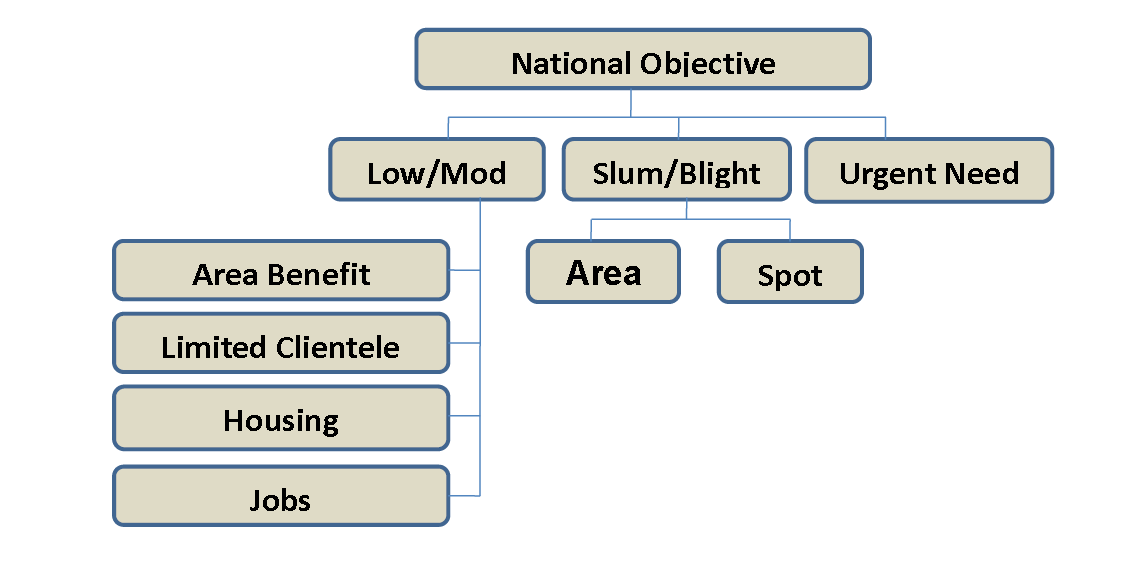 National Objective
Low/Mod
Slum/Blight
Urgent Need
Area Benefit
Limited Clientele
Housing
Jobs
Area
Spot